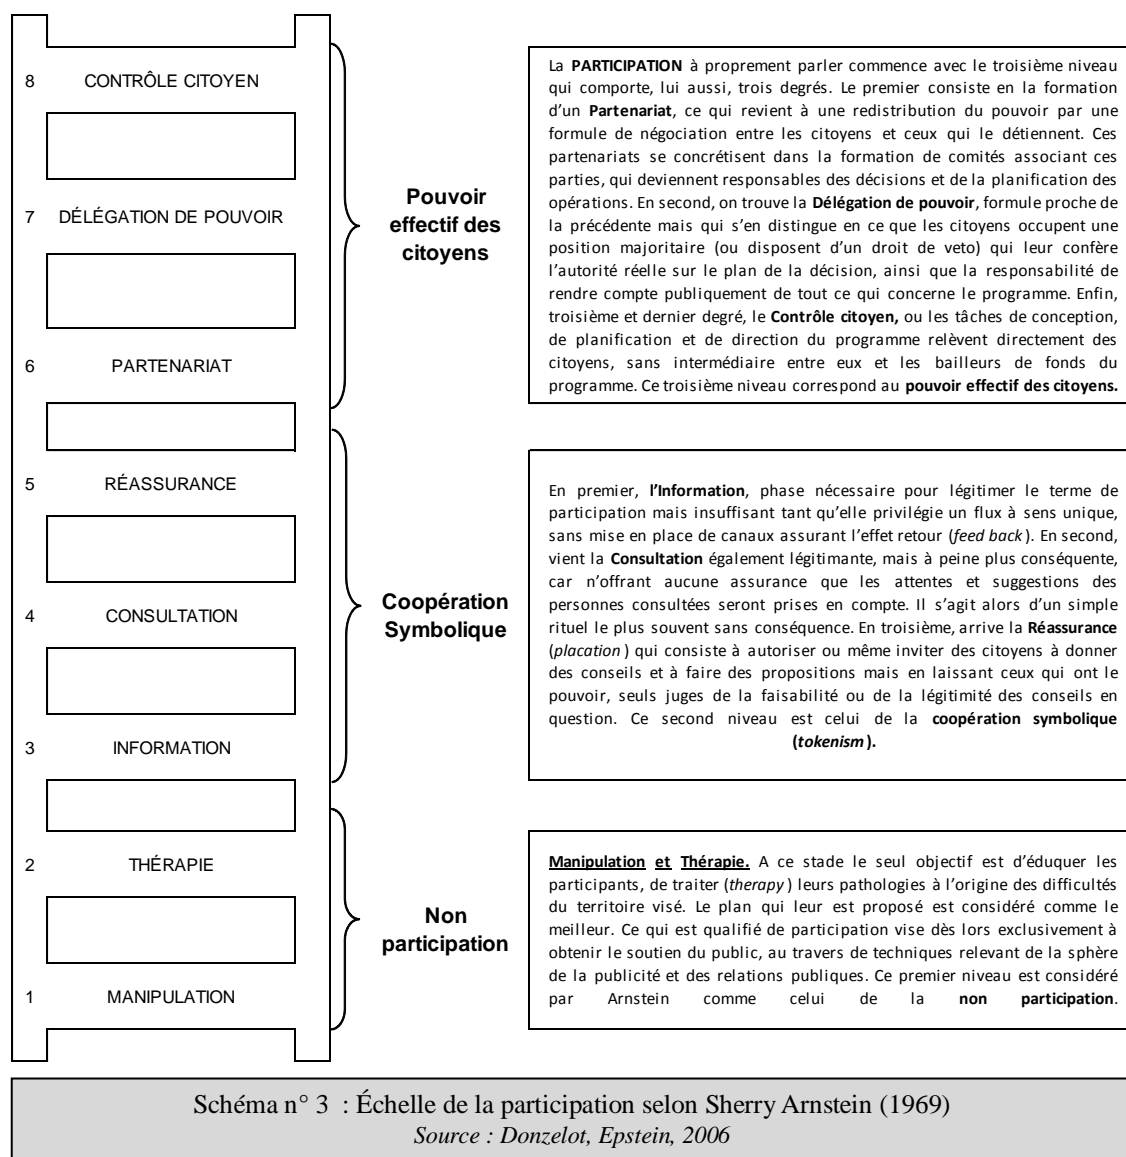 8 CONTRÔLE CITOYEN
7 DÉLÉGATION DE POUVOIR
6 PARTENARIAT
5 RÉASSURANCE
4 CONSULTATION
3 INFORMATION
2 THÉRAPIE
1 MANIPULATION
Pouvoir
effectif des
citoyens
La PARTICIPATION à proprement parler commence avec le troisième niveau
qui comporte, lui aussi, trois degrés. Le premier consiste en la formation
d'un Partenariat, ce qui revient à une redistribution du pouvoir par une
formule de négociation entre les citoyens et ceux qui le détiennent. Ces
partenariats se concrétisent dans la formation de comités associant ces
parties, qui deviennent responsables des décisions et de la planification des
opérations. En second, on trouve la Délégation de pouvoir, formule proche de
la précédente mais qui s'en distingue en ce que les citoyens occupent une
position majoritaire (ou disposent d'un droit de veto) qui leur confère
l'autorité réelle sur le plan de la décision, ainsi que la responsabilité de
rendre compte publiquement de tout ce qui concerne le programme. Enfin,
troisième et dernier degré, le Contrôle citoyen, ou les tâches de conception,
de planification et de direction du programme relèvent directement des
citoyens, sans intermédiaire entre eux et les bailleurs de fonds du
programme. Ce troisième niveau correspond au pouvoir effectif des citoyens.
Coopération
Symbolique
En premier, l'Information, phase nécessaire pour légitimer le terme de
participation mais insuffisant tant qu'elle privilégie un flux à sens unique,
sans mise en place de canaux assurant l'effet retour (feed back). En second,
vient la Consultation également légitimante, mais à peine plus conséquente,
car n'offrant aucune assurance que les attentes et suggestions des
personnes consultées seront prises en compte. Il s'agit alors d'un simple
rituel le plus souvent sans conséquence. En troisième, arrive la Réassurance
(placation) qui consiste à autoriser ou même inviter des citoyens à donner
des conseils et à faire des propositions mais en laissant ceux qui ont le
pouvoir, seuls juges de la faisabilité ou de la légitimité des conseils en
question. Ce second niveau est celui de la coopération symbolique
(tokenism).
Non
participation
Manipulation et Thérapie. A ce stade le seul objectif est d'éduquer les
participants, de traiter (therapy) leurs pathologies à l'origine des difficultés
du territoire visé. Le plan qui leur est proposé est considéré comme le
meilleur. Ce qui est qualifié de participation vise dès lors exclusivement à
obtenir le soutien du public, au travers de techniques relevant de la sphère
de la publicité et des relations publiques. Ce premier niveau est considéré
par Arnstein comme celui de la non participation.
Schéma n° 3 : Échelle de la participation selon Sherry Arnstein (1969)
Source : Donzelot, Epstein, 2006